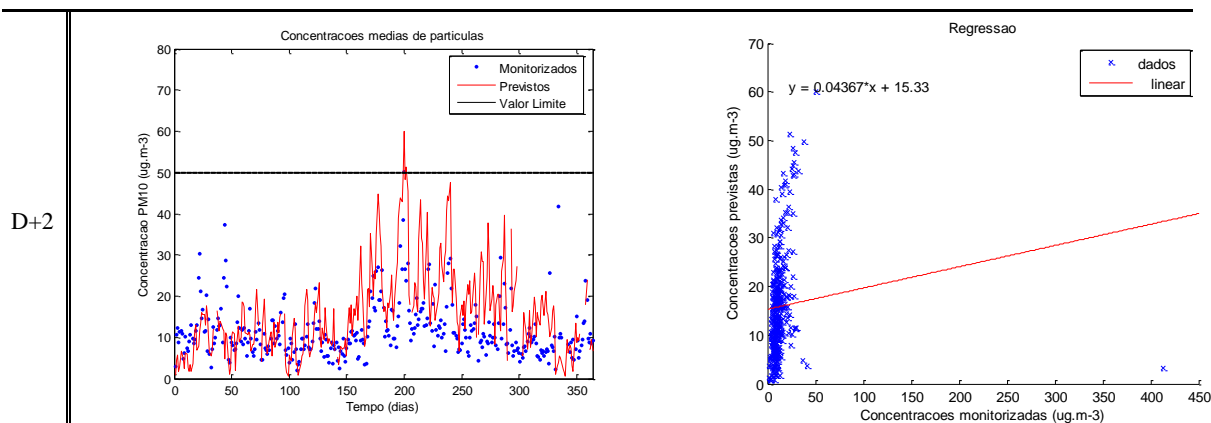 D+2
Concentracoes medias de particulas
80
70
60
50
40
30
20
10
0
Concentracao PM10 (ug.m-3)
Monitorizados
Previstos
Valor Limite
0 50 100 150 200 250 300 350
Tempo (dias)
Regressao
70
60
50
40
30
20
10
0
Concentracoes previstas (ug.m-3)
y = 0.04367*x + 15.33
dados
linear
0 50 100 150 200 250 300 350 400 450
Concentracoes monitorizadas (ug.m-3)